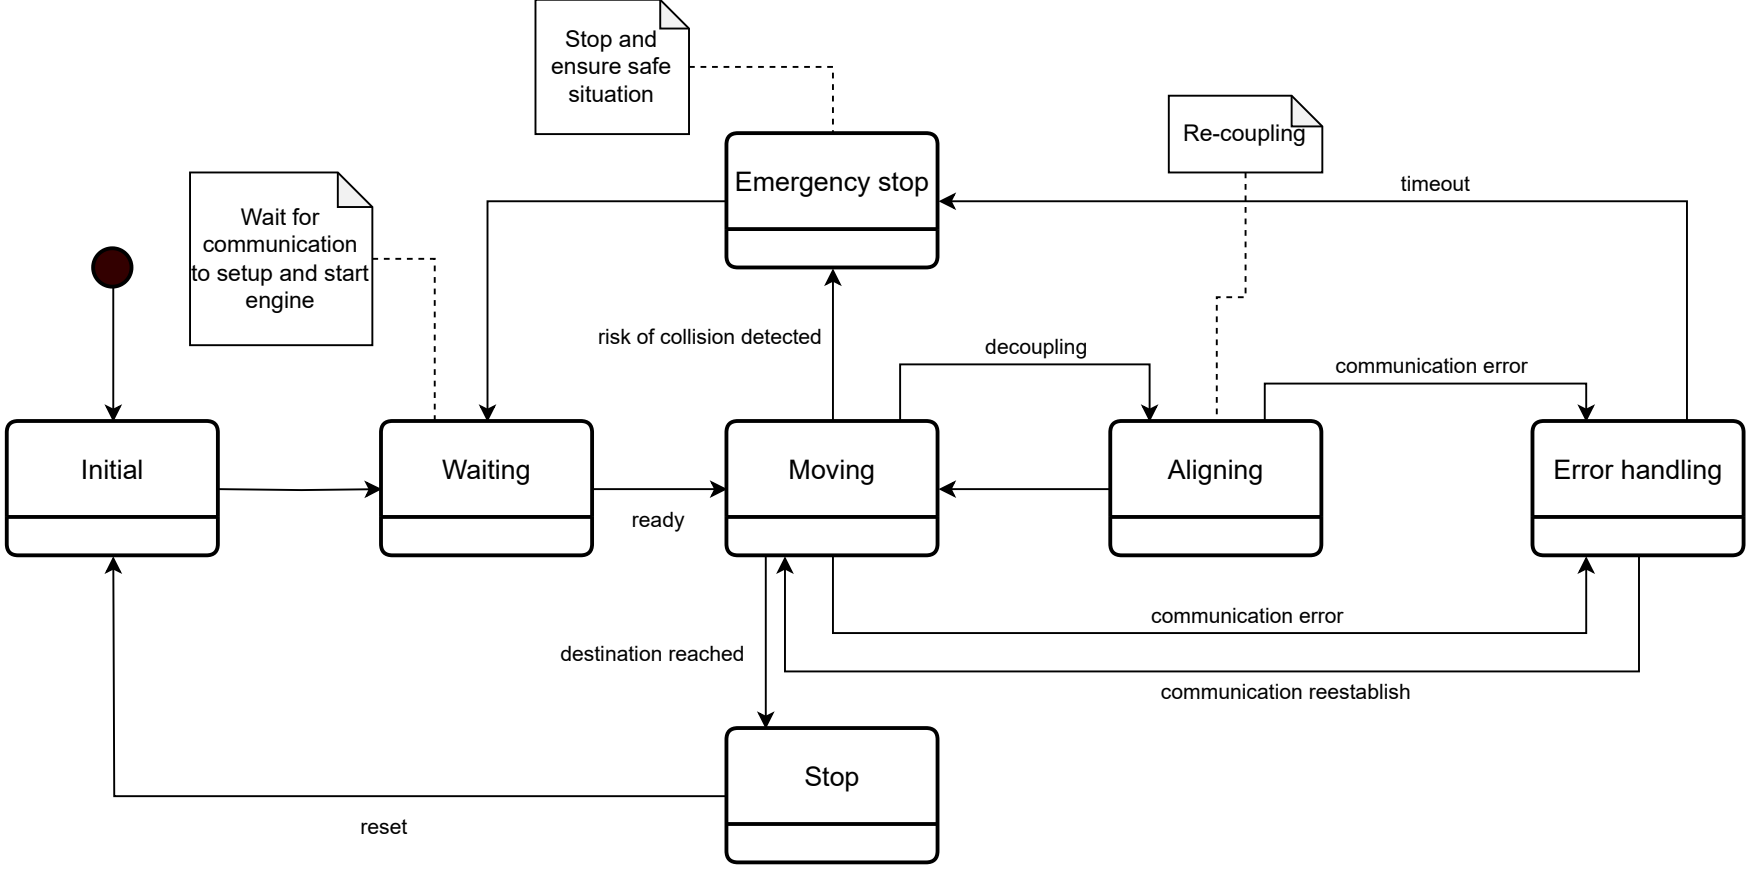 Stop and
ensure safe
situation
Re-coupling
Emergency stop
timeout
Wait for
communication
to setup and start
engine
risk of collision detected
decoupling
communication error
Initial
Waiting
Moving
Aligning
Error handling
ready
communication error
destination reached
communication reestablish
Stop
reset